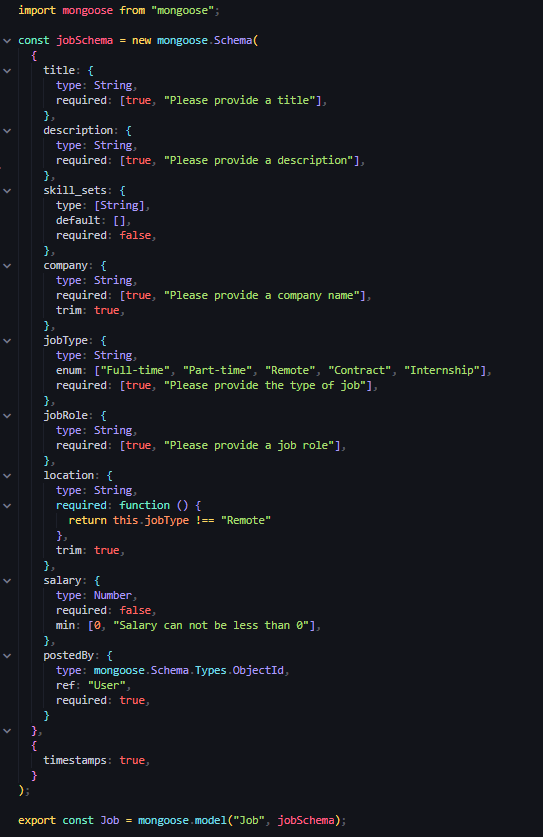 import mongoose from "mongoose";
const jobSchema = new mongoose.Schema(
{
title: {
type: String,
required: [true, "Please provide a title"],
},
description: {
type: String,
required: [true, "Please provide a description"],
},
skill_sets: {
type: [String],
default: [],
required: false,
},
company: {
type: String,
required: [true, "Please provide a company name"],
trim: true,
},
jobType: {
type: String,
enum: ["Full-time", "Part-time", "Remote", "Contract", "Internship"],
required: [true, "Please provide the type of job"],
},
jobRole: {
type: String,
required: [true, "Please provide a job role"],
},
location: {
type: String,
required: function () {
return this.jobType !== "Remote"
},
trim: true,
},
salary: {
type: Number,
required: false,
min: [0, "Salary can not be less than 0"],
},
postedBy: {
type: mongoose.Schema.Types.ObjectId,
ref: "User",
required: true,
}
},
{
timestamps: true,
}
);
export const Job = mongoose.model("Job", jobSchema);